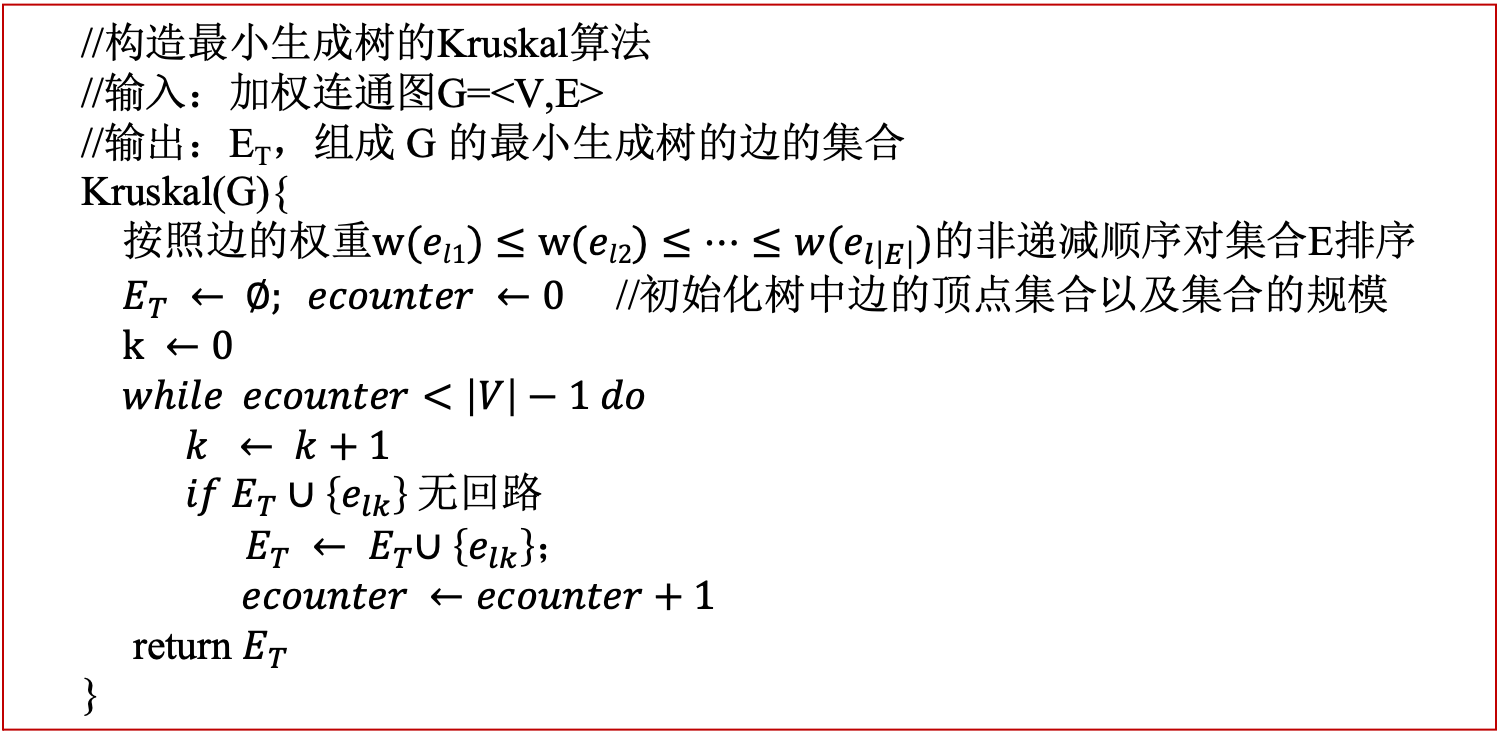 //构造最小生成树的Kruskal算法
//输入：加权连通图G=<V,E>
//输出：E_T，组成 G 的最小生成树的边的集合
Kruskal(G){
按照边的权重w(e_{l1}) ≤ w(e_{l2}) ≤ ⋯ ≤ w(e_{l|E|})的非递减顺序对集合E排序
E_T ← ∅; ecounter ← 0 //初始化树中边的顶点集合以及集合的规模
k ← 0
while ecounter < |V| − 1 do
k ← k + 1
if E_T ∪ {e_{lk}} 无回路
E_T ← E_T ∪ {e_{lk}}；
ecounter ← ecounter + 1
return E_T
}